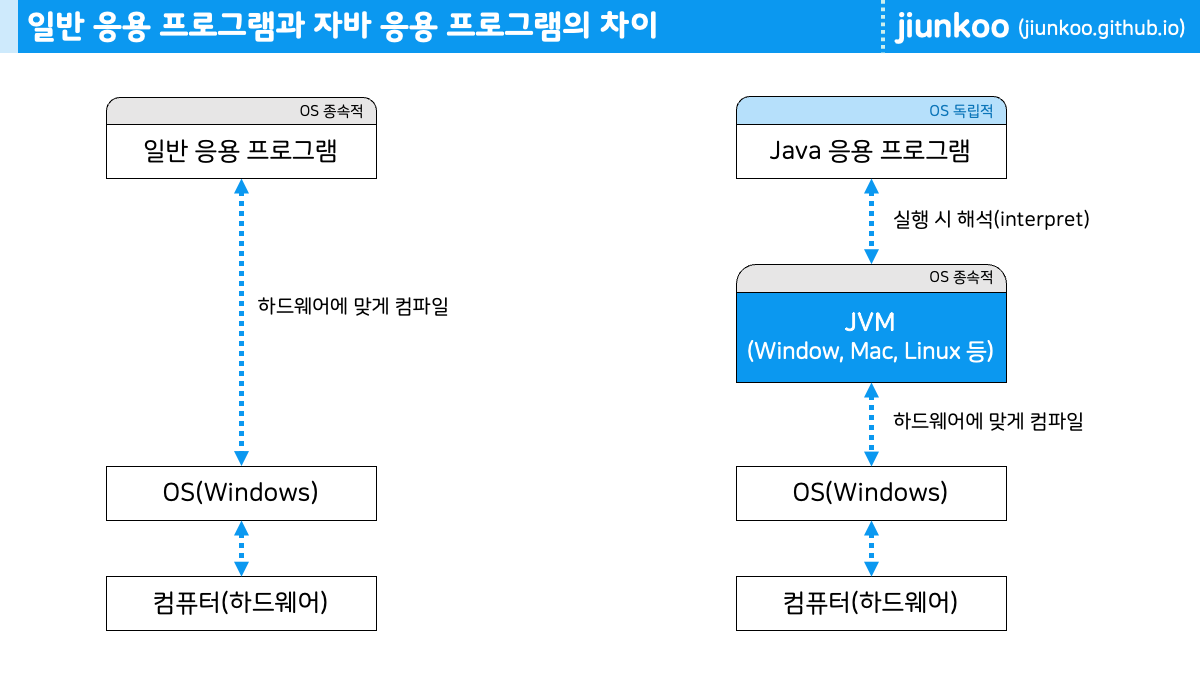 일반 응용 프로그램과 자바 응용 프로그램의 차이
jiunkoo (jiunkoo.github.io)
OS 종속적
일반 응용 프로그램
하드웨어에 맞게 컴파일
OS(Windows)
컴퓨터(하드웨어)
OS 독립적
Java 응용 프로그램
실행 시 해석(interpret)
OS 종속적
JVM
(Window, Mac, Linux 등)
하드웨어에 맞게 컴파일
OS(Windows)
컴퓨터(하드웨어)